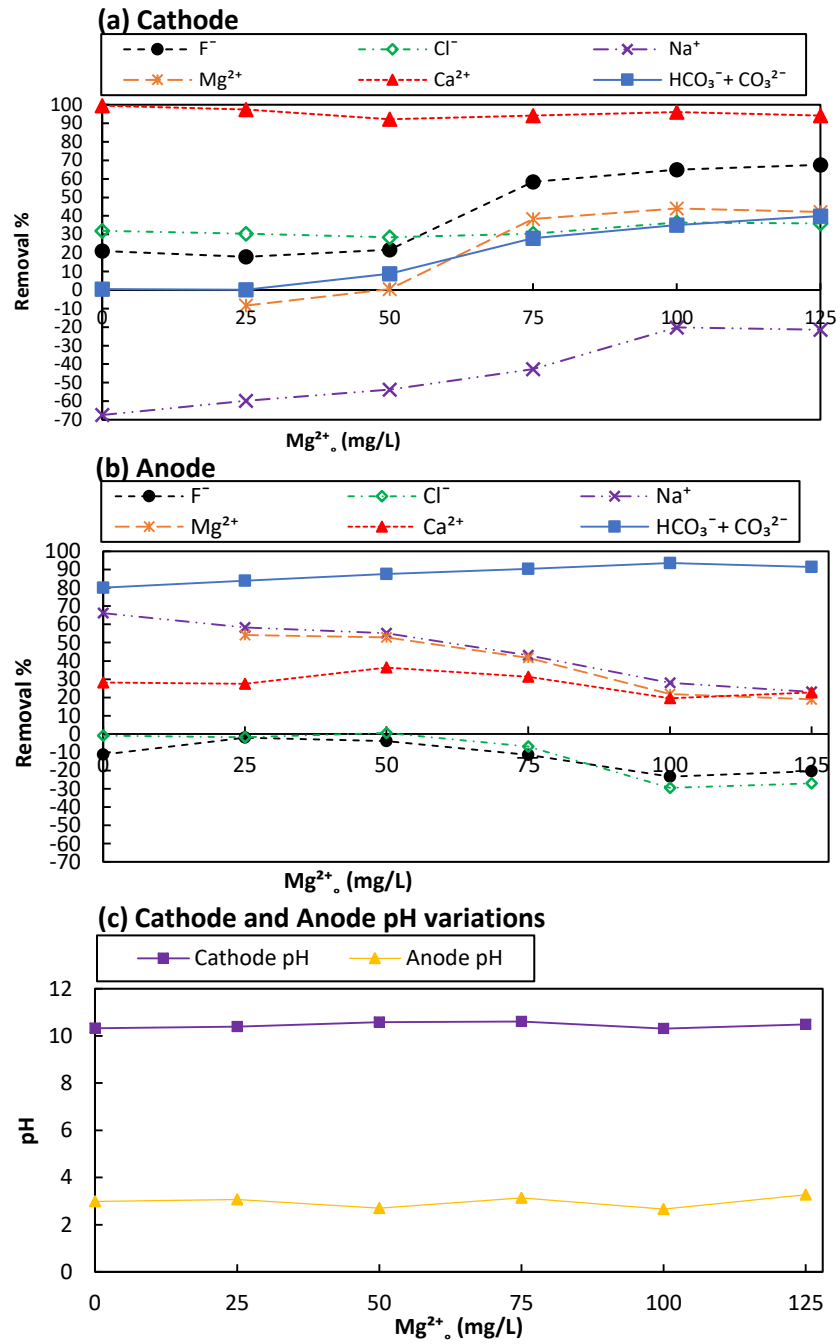 (a) Cathode
F⁻ Cl⁻ Na⁺
Mg²⁺ Ca²⁺ HCO₃⁻+ CO₃²⁻
100
90
80
70
60
50
40
30
20
10
0
-10
-20
-30
-40
-50
-60
-70
Removal %
0 25 50 75 100 125
Mg²⁺ₒ (mg/L)
(b) Anode
F⁻ Cl⁻ Na⁺
Mg²⁺ Ca²⁺ HCO₃⁻+ CO₃²⁻
100
90
80
70
60
50
40
30
20
10
0
-10
-20
-30
-40
-50
-60
-70
Removal %
0 25 50 75 100 125
Mg²⁺ₒ (mg/L)
(c) Cathode and Anode pH variations
Cathode pH Anode pH
12
10
8
6
4
2
0
pH
0 25 50 75 100 125
Mg²⁺ₒ (mg/L)